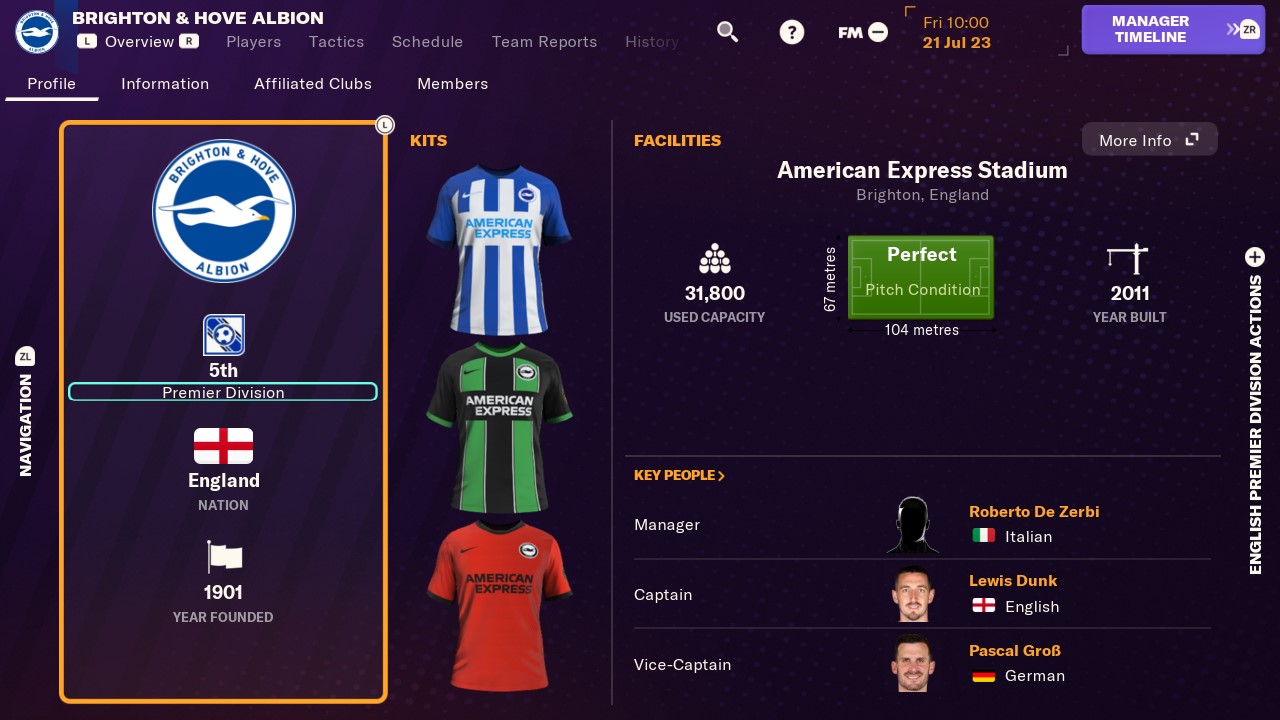 BRIGHTON & HOVE ALBION
L Overview R Players Tactics Schedule Team Reports History
?
FM
Fri 10:00
21 Jul 23
MANAGER
TIMELINE
ZR
Profile Information Affiliated Clubs Members
L
BRIGHTON & HOVE
ALBION
5th
Premier Division
England
NATION
1901
YEAR FOUNDED
ZL
NAVIGATION
KITS
AMERICAN
EXPRESS
AMERICAN
EXPRESS
AMERICAN
EXPRESS
FACILITIES
More Info
American Express Stadium
Brighton, England
31,800
USED CAPACITY
67 metres
Perfect
Pitch Condition
104 metres
2011
YEAR BUILT
KEY PEOPLE
Manager
Roberto De Zerbi
Italian
Captain
Lewis Dunk
English
Vice-Captain
Pascal Groß
German
ENGLISH PREMIER DIVISION ACTIONS